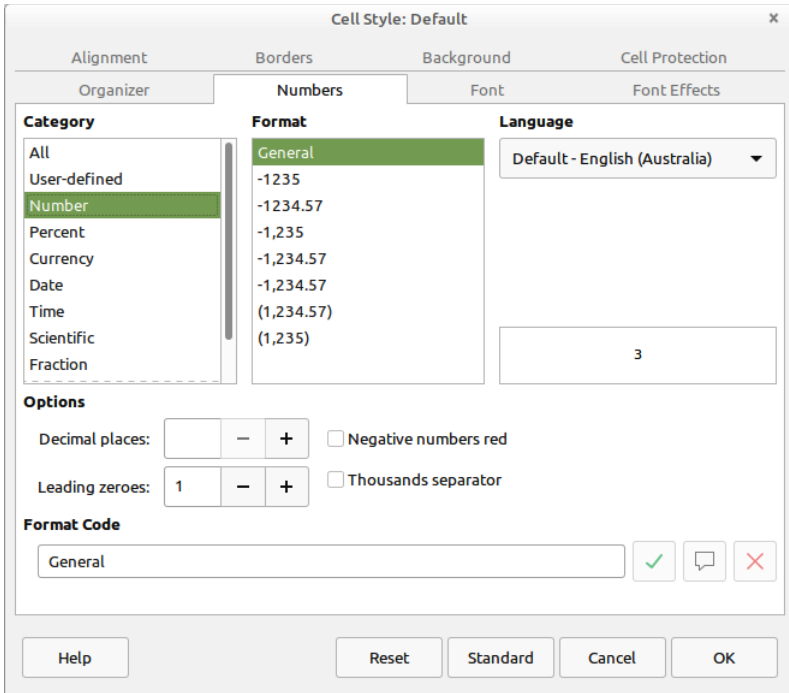 Cell Style: Default
Alignment Borders Background Cell Protection
Organizer Numbers Font Font Effects
Category
All
User-defined
Number
Percent
Currency
Date
Time
Scientific
Fraction
Format
General
-1235
-1234.57
-1,235
-1,234.57
-1,234.57
(1,234.57)
(1,235)
Language
Default - English (Australia)
3
Options
Decimal places: − +
Negative numbers red
Leading zeroes: 1 − +
Thousands separator
Format Code
General
Help Reset Standard Cancel OK